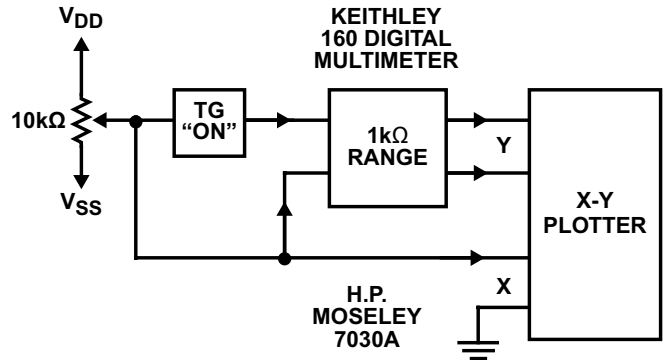 V_DD
KEITHLEY
160 DIGITAL
MULTIMETER
10kΩ
TG
“ON”
1kΩ
RANGE
Y
V_SS
X-Y
PLOTTER
X
H.P.
MOSELEY
7030A